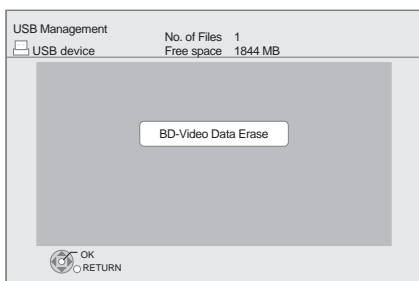 USB Management
No. of Files 1
USB device
Free space 1844 MB
BD-Video Data Erase
OK
RETURN